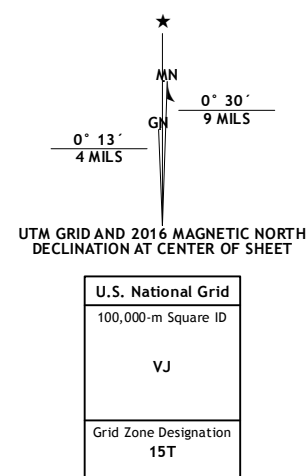 ★
MN
0° 30´
9 MILS
GN
0° 13´
4 MILS
UTM GRID AND 2016 MAGNETIC NORTH
DECLINATION AT CENTER OF SHEET
U.S. National Grid
100,000-m Square ID
VJ
Grid Zone Designation
15T